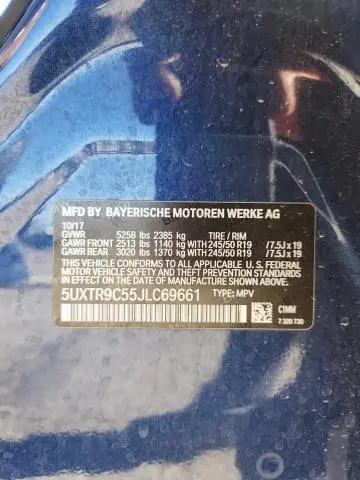 MFD BY BAYERISCHE MOTOREN WERKE AG
10/17
GVWR 5258 lbs 2385 kg TIRE / RIM
GAWR FRONT 2513 lbs 1140 kg WITH 245/50 R19 /7.5J x 19
GAWR REAR 3020 lbs 1370 kg WITH 245/50 R19 /7.5J x 19
THIS VEHICLE CONFORMS TO ALL APPLICABLE U.S. FEDERAL
MOTOR VEHICLE SAFETY STANDARDS IN EFFECT ON THE
DATE OF MANUFACTURE SHOWN ABOVE.
5UXTR9C55JLC69661 TYPE: MPV
C1MM
7 320 730